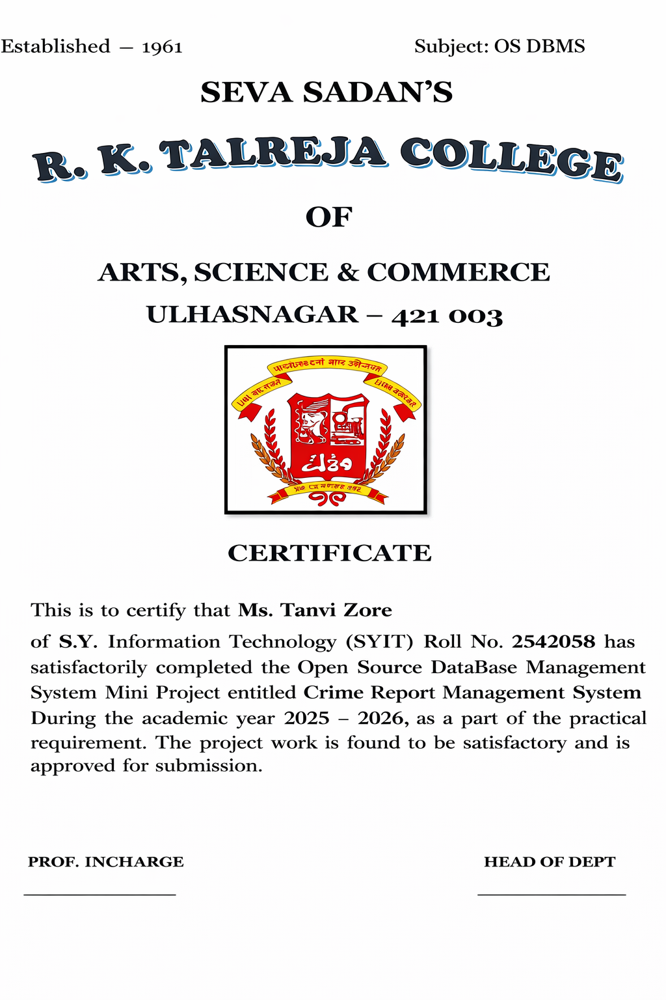 Established – 1961 Subject: OS DBMS
SEVA SADAN’S
R. K. TALREJA COLLEGE
OF
ARTS, SCIENCE & COMMERCE
ULHASNAGAR – 421 003
CERTIFICATE
This is to certify that Ms. Tanvi Zore
of S.Y. Information Technology (SYIT) Roll No. 2542058 has
satisfactorily completed the Open Source DataBase Management
System Mini Project entitled Crime Report Management System
During the academic year 2025 – 2026, as a part of the practical
requirement. The project work is found to be satisfactory and is
approved for submission.
PROF. INCHARGE HEAD OF DEPT